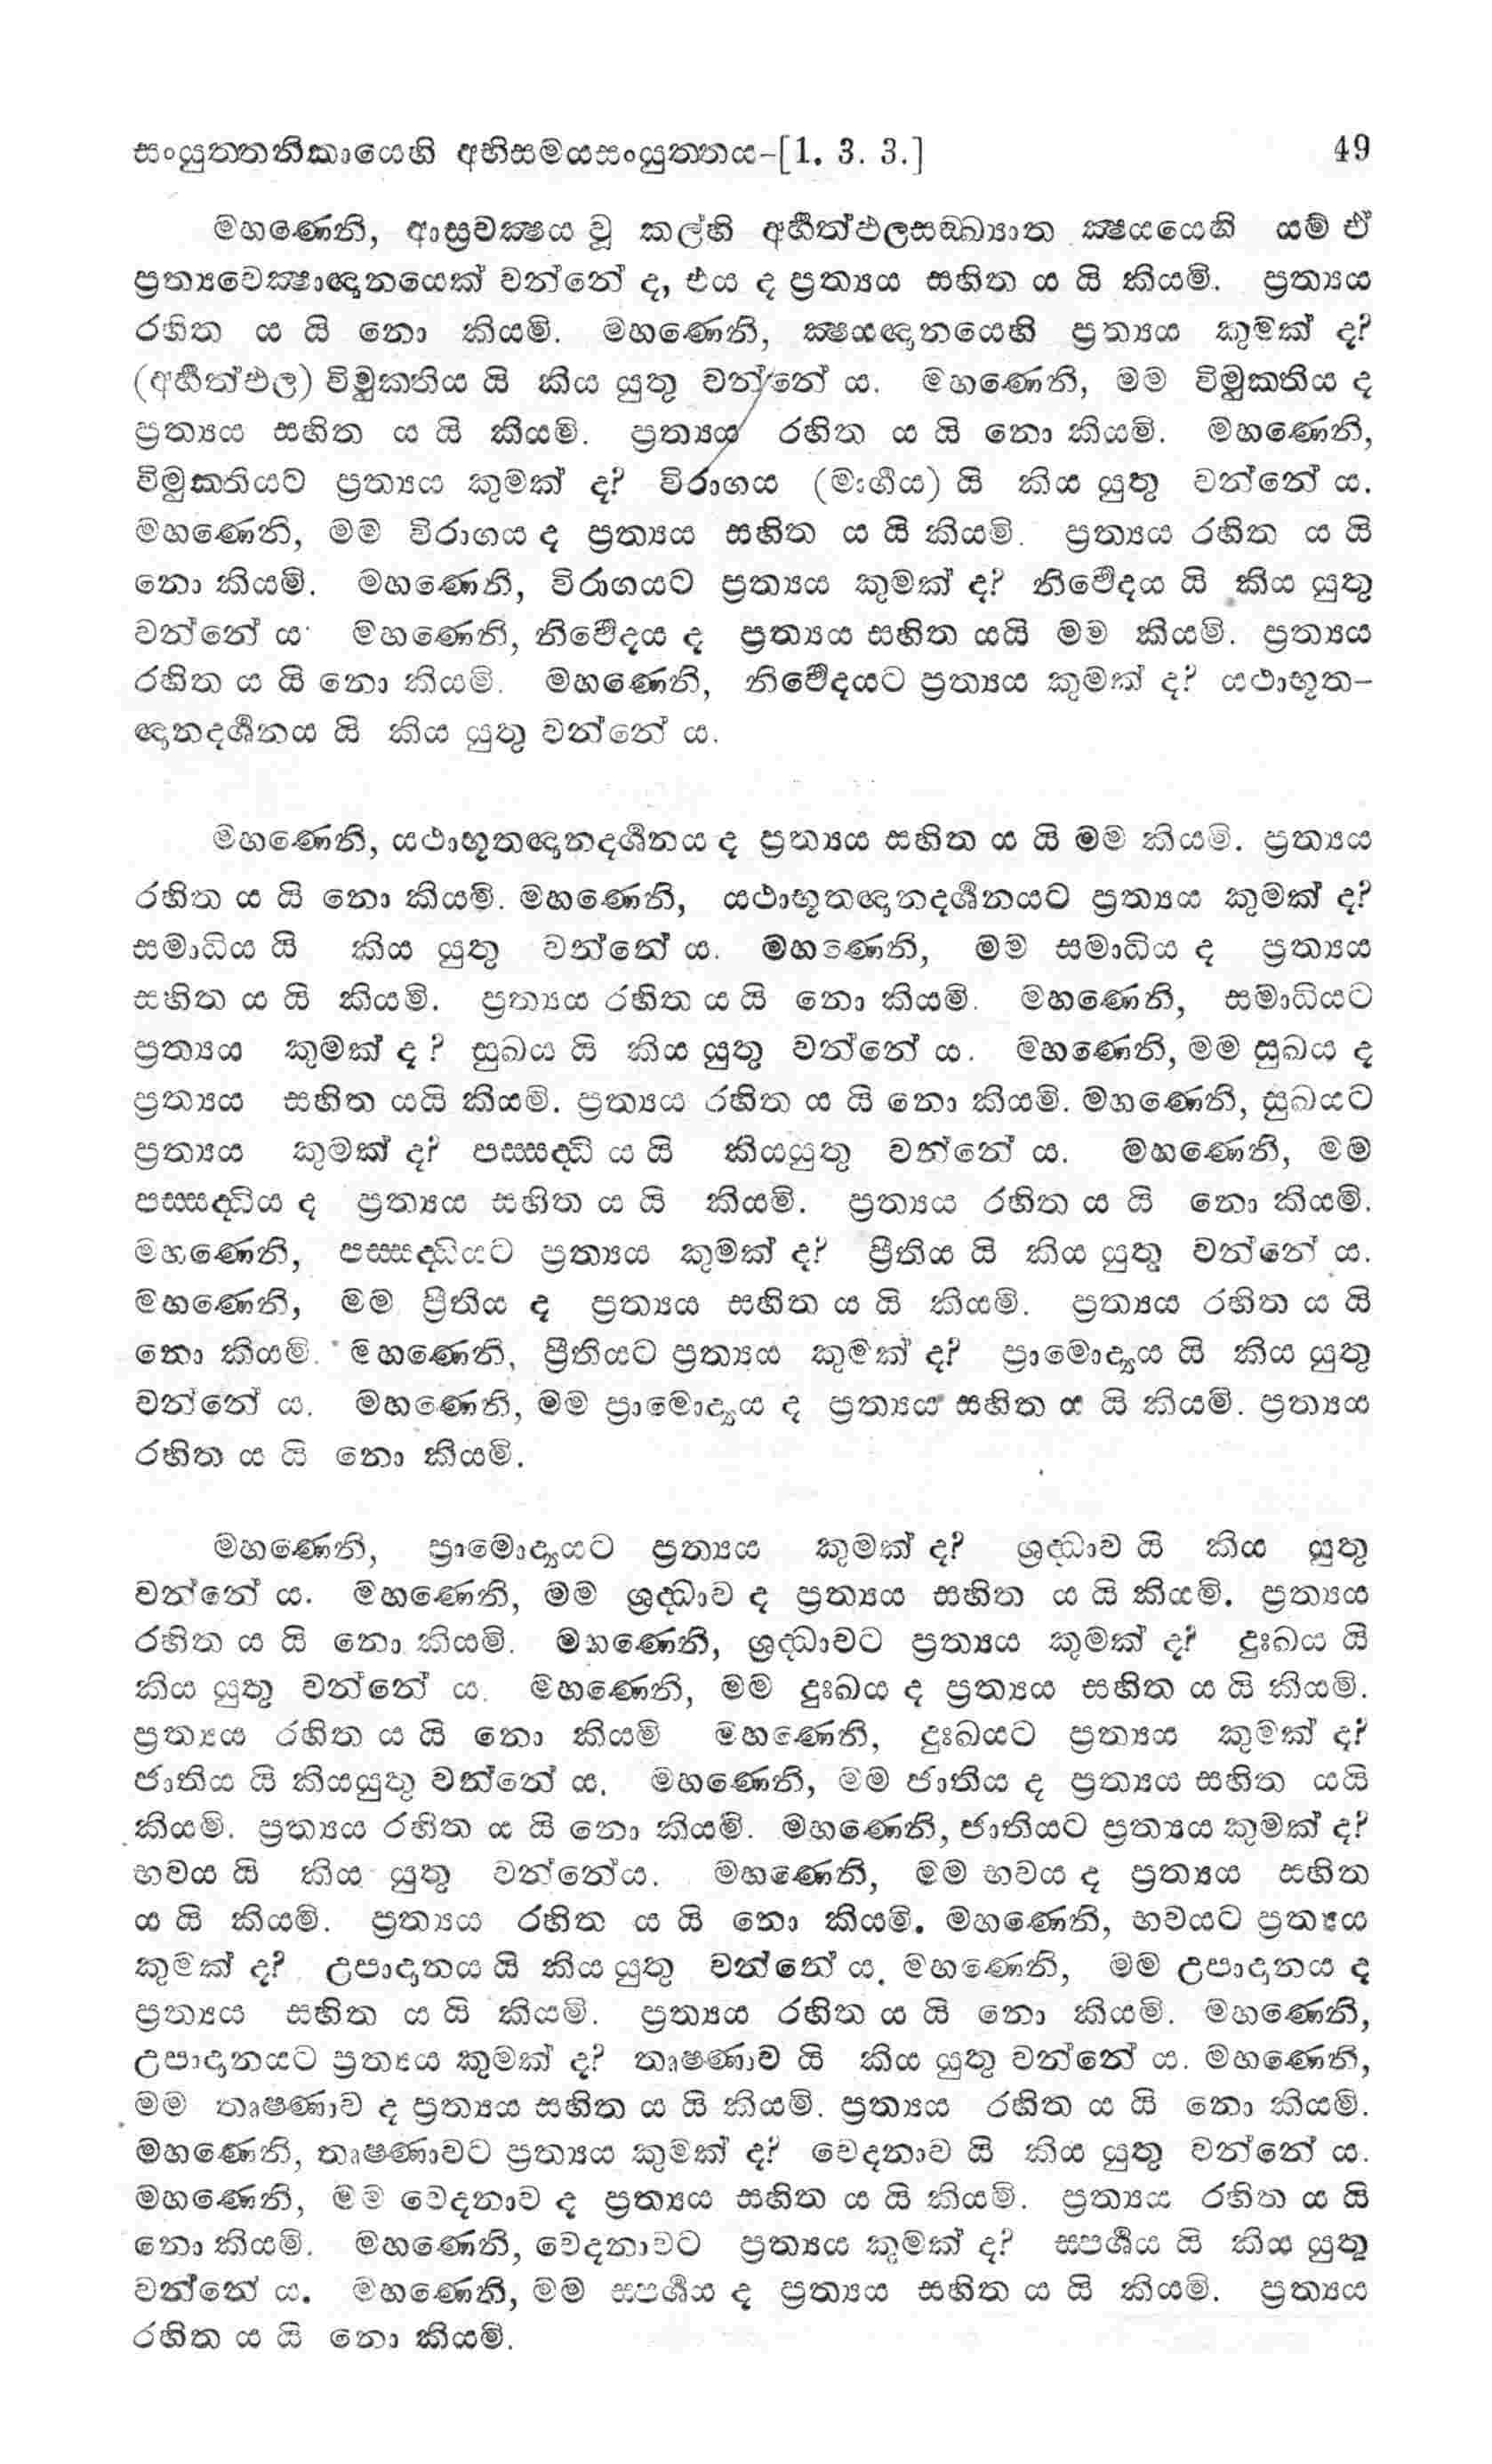 සංයුත්තනිකායෙහි අභිසමයසංයුත්තය-[1. 3. 3.] 49
මහණෙනි, ආස්‍රවක්‍ෂය වූ කල්හි අර්‍හත්ඵලසඞ්ඛ්‍යාත ක්‍ෂයයෙහි යම් ඒ
ප්‍රත්‍යවෙක්‍ෂාඥානයෙක් වන්නේ ද, එය ද ප්‍රත්‍යය සහිත ය යි කියමි. ප්‍රත්‍යය
රහිත ය යි නො කියමි. මහණෙනි, ක්‍ෂයඥානයෙහි ප්‍රත්‍යය කුමක් ද?
(අර්‍හත්ඵල) විමුක්තිය යි කිය යුතු වන්නේ ය. මහණෙනි, මම විමුක්තිය ද
ප්‍රත්‍යය සහිත ය යි කියමි. ප්‍රත්‍යය රහිත ය යි නො කියමි. මහණෙනි,
විමුක්තියට ප්‍රත්‍යය කුමක් ද? විරාගය (මාර්‍ගය) යි කිය යුතු වන්නේ ය.
මහණෙනි, මම විරාගය ද ප්‍රත්‍යය සහිත ය යි කියමි. ප්‍රත්‍යය රහිත ය යි
නො කියමි. මහණෙනි, විරාගයට ප්‍රත්‍යය කුමක් ද? නිර්‍වේදය යි කිය යුතු
වන්නේ ය. මහණෙනි, නිර්‍වේදය ද ප්‍රත්‍යය සහිත යයි මම කියමි. ප්‍රත්‍යය
රහිත ය යි නො කියමි. මහණෙනි, නිර්‍වේදයට ප්‍රත්‍යය කුමක් ද? යථාභූත-
ඥානදර්‍ශනය යි කිය යුතු වන්නේ ය.
මහණෙනි, යථාභූතඥානදර්‍ශනය ද ප්‍රත්‍යය සහිත ය යි මම කියමි. ප්‍රත්‍යය
රහිත ය යි නො කියමි. මහණෙනි, යථාභූතඥානදර්‍ශනයට ප්‍රත්‍යය කුමක් ද?
සමාධිය යි කිය යුතු වන්නේ ය. මහණෙනි, මම සමාධිය ද ප්‍රත්‍යය
සහිත ය යි කියමි. ප්‍රත්‍යය රහිත ය යි නො කියමි. මහණෙනි, සමාධියට
ප්‍රත්‍යය කුමක් ද? සුඛය යි කිය යුතු වන්නේ ය. මහණෙනි, මම සුඛය ද
ප්‍රත්‍යය සහිත යයි කියමි. ප්‍රත්‍යය රහිත ය යි නො කියමි. මහණෙනි, සුඛයට
ප්‍රත්‍යය කුමක් ද? පස්සද්ධි ය යි කියයුතු වන්නේ ය. මහණෙනි, මම
පස්සද්ධිය ද ප්‍රත්‍යය සහිත ය යි කියමි. ප්‍රත්‍යය රහිත ය යි නො කියමි.
මහණෙනි, පස්සද්ධියට ප්‍රත්‍යය කුමක් ද? ප්‍රීතිය යි කිය යුතු වන්නේ ය.
මහණෙනි, මම ප්‍රීතිය ද ප්‍රත්‍යය සහිත ය යි කියමි. ප්‍රත්‍යය රහිත ය යි
නො කියමි. මහණෙනි, ප්‍රීතියට ප්‍රත්‍යය කුමක් ද? ප්‍රාමොද්‍යය යි කිය යුතු
වන්නේ ය. මහණෙනි, මම ප්‍රාමොද්‍යය ද ප්‍රත්‍යය සහිත ය යි කියමි. ප්‍රත්‍යය
රහිත ය යි නො කියමි.
මහණෙනි, ප්‍රාමොද්‍යයට ප්‍රත්‍යය කුමක් ද? ශ්‍රද්ධාව යි කිය යුතු
වන්නේ ය. මහණෙනි, මම ශ්‍රද්ධාව ද ප්‍රත්‍යය සහිත ය යි කියමි. ප්‍රත්‍යය
රහිත ය යි නො කියමි. මහණෙනි, ශ්‍රද්ධාවට ප්‍රත්‍යය කුමක් ද? දුඃඛය යි
කිය යුතු වන්නේ ය. මහණෙනි, මම දුඃඛය ද ප්‍රත්‍යය සහිත ය යි කියමි.
ප්‍රත්‍යය රහිත ය යි නො කියමි මහණෙනි, දුඃඛයට ප්‍රත්‍යය කුමක් ද?
ජාතිය යි කියයුතු වන්නේ ය. මහණෙනි, මම ජාතිය ද ප්‍රත්‍යය සහිත යයි
කියමි. ප්‍රත්‍යය රහිත ය යි නො කියමි. මහණෙනි, ජාතියට ප්‍රත්‍යය කුමක් ද?
භවය යි කිය යුතු වන්නේය. මහණෙනි, මම භවය ද ප්‍රත්‍යය සහිත
ය යි කියමි. ප්‍රත්‍යය රහිත ය යි නො කියමි. මහණෙනි, භවයට ප්‍රත්‍යය
කුමක් ද? උපාදානය යි කිය යුතු වන්නේ ය. මහණෙනි, මම උපාදානය ද
ප්‍රත්‍යය සහිත ය යි කියමි. ප්‍රත්‍යය රහිත ය යි නො කියමි. මහණෙනි,
උපාදානයට ප්‍රත්‍යය කුමක් ද? තෘෂ්ණාව යි කිය යුතු වන්නේ ය. මහණෙනි,
මම තෘෂ්ණාව ද ප්‍රත්‍යය සහිත ය යි කියමි. ප්‍රත්‍යය රහිත ය යි නො කියමි.
මහණෙනි, තෘෂ්ණාවට ප්‍රත්‍යය කුමක් ද? වෙදනාව යි කිය යුතු වන්නේ ය.
මහණෙනි, මම වෙදනාව ද ප්‍රත්‍යය සහිත ය යි කියමි. ප්‍රත්‍යය රහිත ය යි
නො කියමි. මහණෙනි, වෙදනාවට ප්‍රත්‍යය කුමක් ද? ස්පර්‍ශය යි කිය යුතු
වන්නේ ය. මහණෙනි, මම ස්පර්‍ශය ද ප්‍රත්‍යය සහිත ය යි කියමි. ප්‍රත්‍යය
රහිත ය යි නො කියමි.